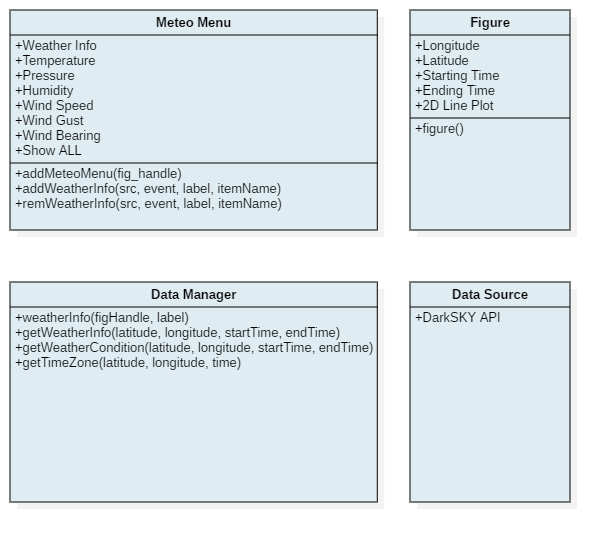 Meteo Menu
+Weather Info
+Temperature
+Pressure
+Humidity
+Wind Speed
+Wind Gust
+Wind Bearing
+Show ALL
+addMeteoMenu(fig_handle)
+addWeatherInfo(src, event, label, itemName)
+remWeatherInfo(src, event, label, itemName)
Figure
+Longitude
+Latitude
+Starting Time
+Ending Time
+2D Line Plot
+figure()
Data Manager
+weatherInfo(figHandle, label)
+getWeatherInfo(latitude, longitude, startTime, endTime)
+getWeatherCondition(latitude, longitude, startTime, endTime)
+getTimeZone(latitude, longitude, time)
Data Source
+DarkSKY API